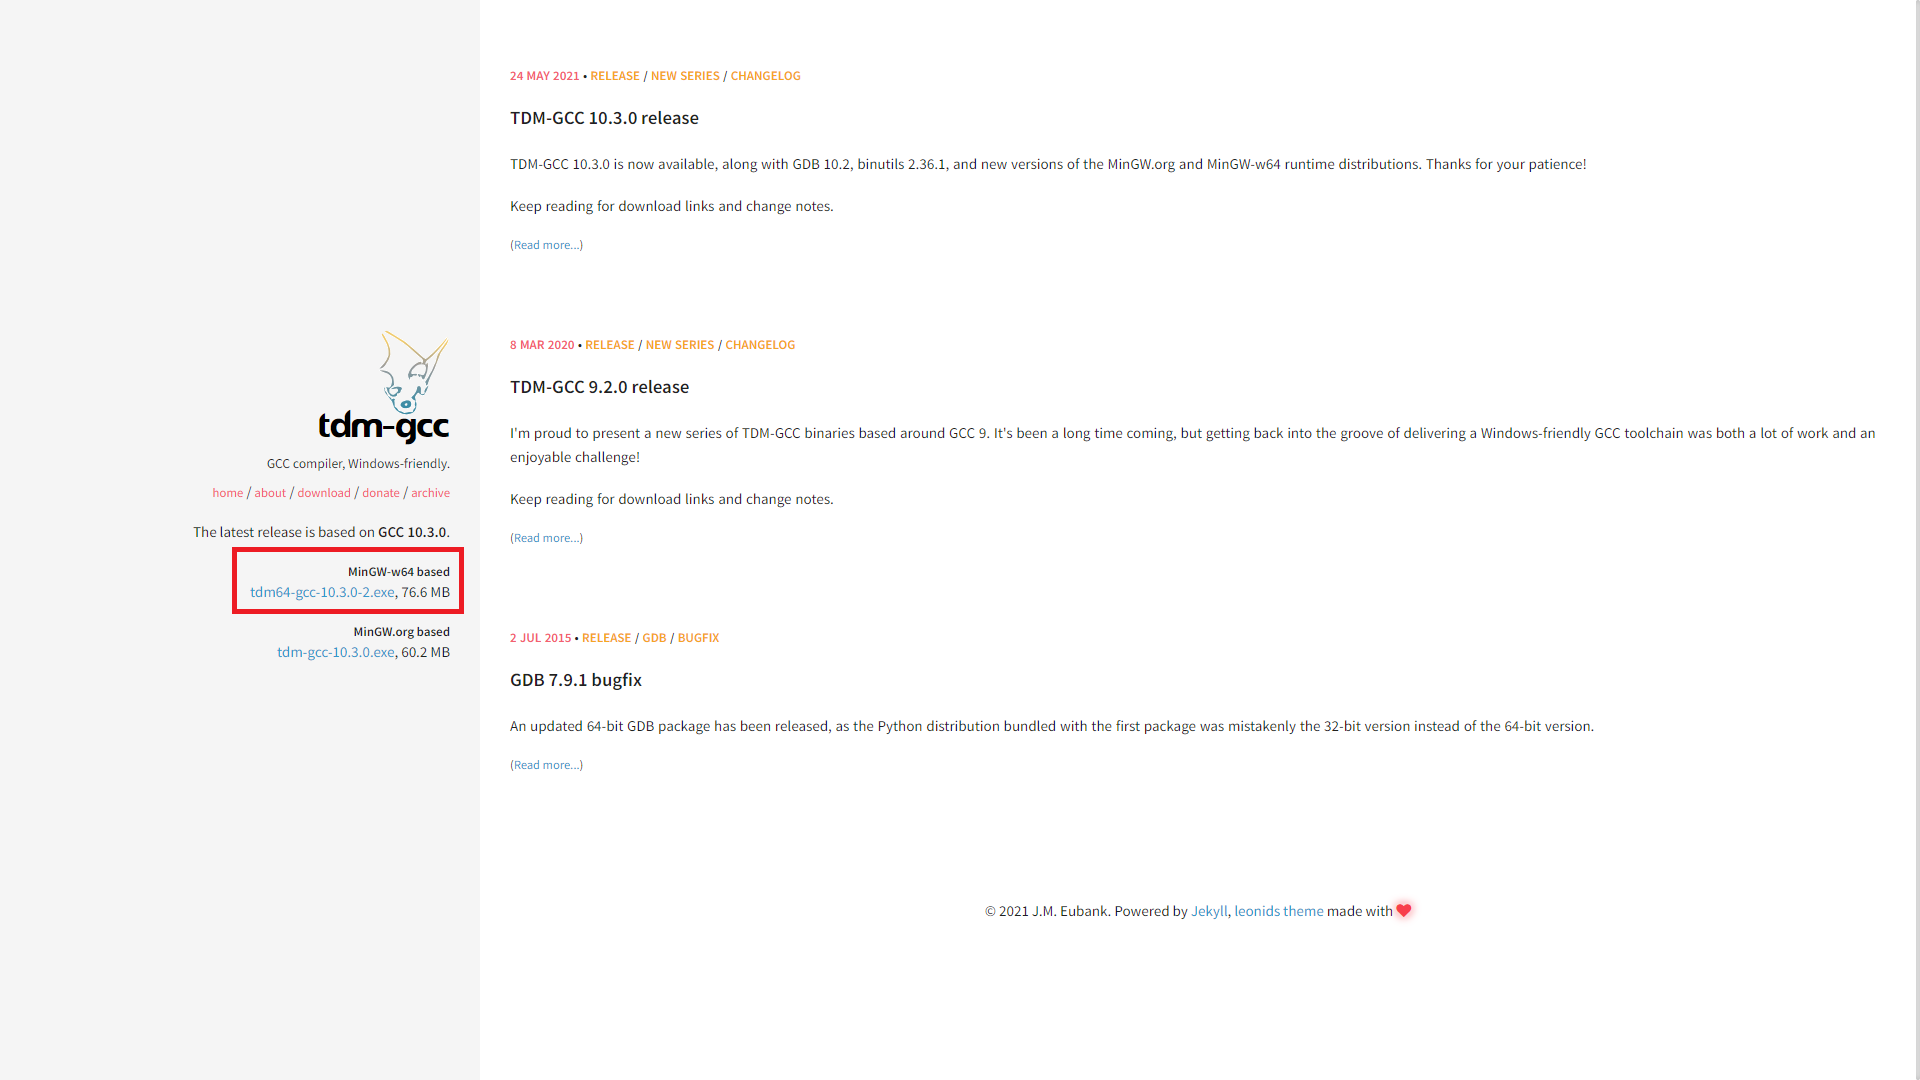 tdm-gcc
GCC compiler, Windows-friendly.
home / about / download / donate / archive
The latest release is based on GCC 10.3.0.
MinGW-w64 based
tdm64-gcc-10.3.0-2.exe, 76.6 MB
MinGW.org based
tdm-gcc-10.3.0.exe, 60.2 MB
24 MAY 2021 • RELEASE / NEW SERIES / CHANGELOG
TDM-GCC 10.3.0 release
TDM-GCC 10.3.0 is now available, along with GDB 10.2, binutils 2.36.1, and new versions of the MinGW.org and MinGW-w64 runtime distributions. Thanks for your patience!
Keep reading for download links and change notes.
(Read more...)
8 MAR 2020 • RELEASE / NEW SERIES / CHANGELOG
TDM-GCC 9.2.0 release
I'm proud to present a new series of TDM-GCC binaries based around GCC 9. It's been a long time coming, but getting back into the groove of delivering a Windows-friendly GCC toolchain was both a lot of work and an
enjoyable challenge!
Keep reading for download links and change notes.
(Read more...)
2 JUL 2015 • RELEASE / GDB / BUGFIX
GDB 7.9.1 bugfix
An updated 64-bit GDB package has been released, as the Python distribution bundled with the first package was mistakenly the 32-bit version instead of the 64-bit version.
(Read more...)
© 2021 J.M. Eubank. Powered by Jekyll, leonids theme made with ❤